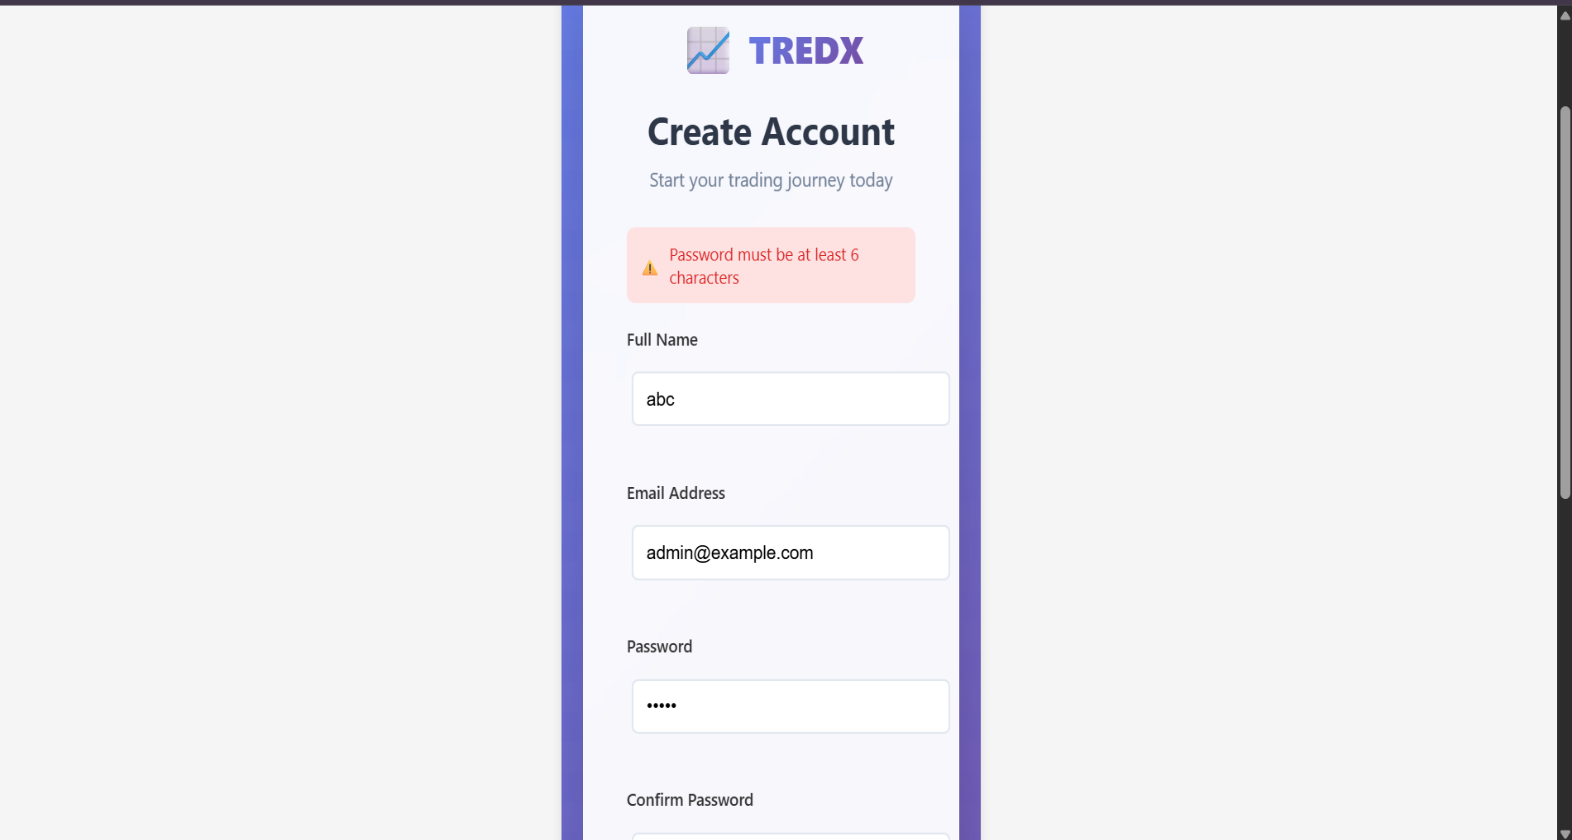 TREDX
Create Account
Start your trading journey today
Password must be at least 6
characters
Full Name
abc
Email Address
admin@example.com
Password
•••••
Confirm Password